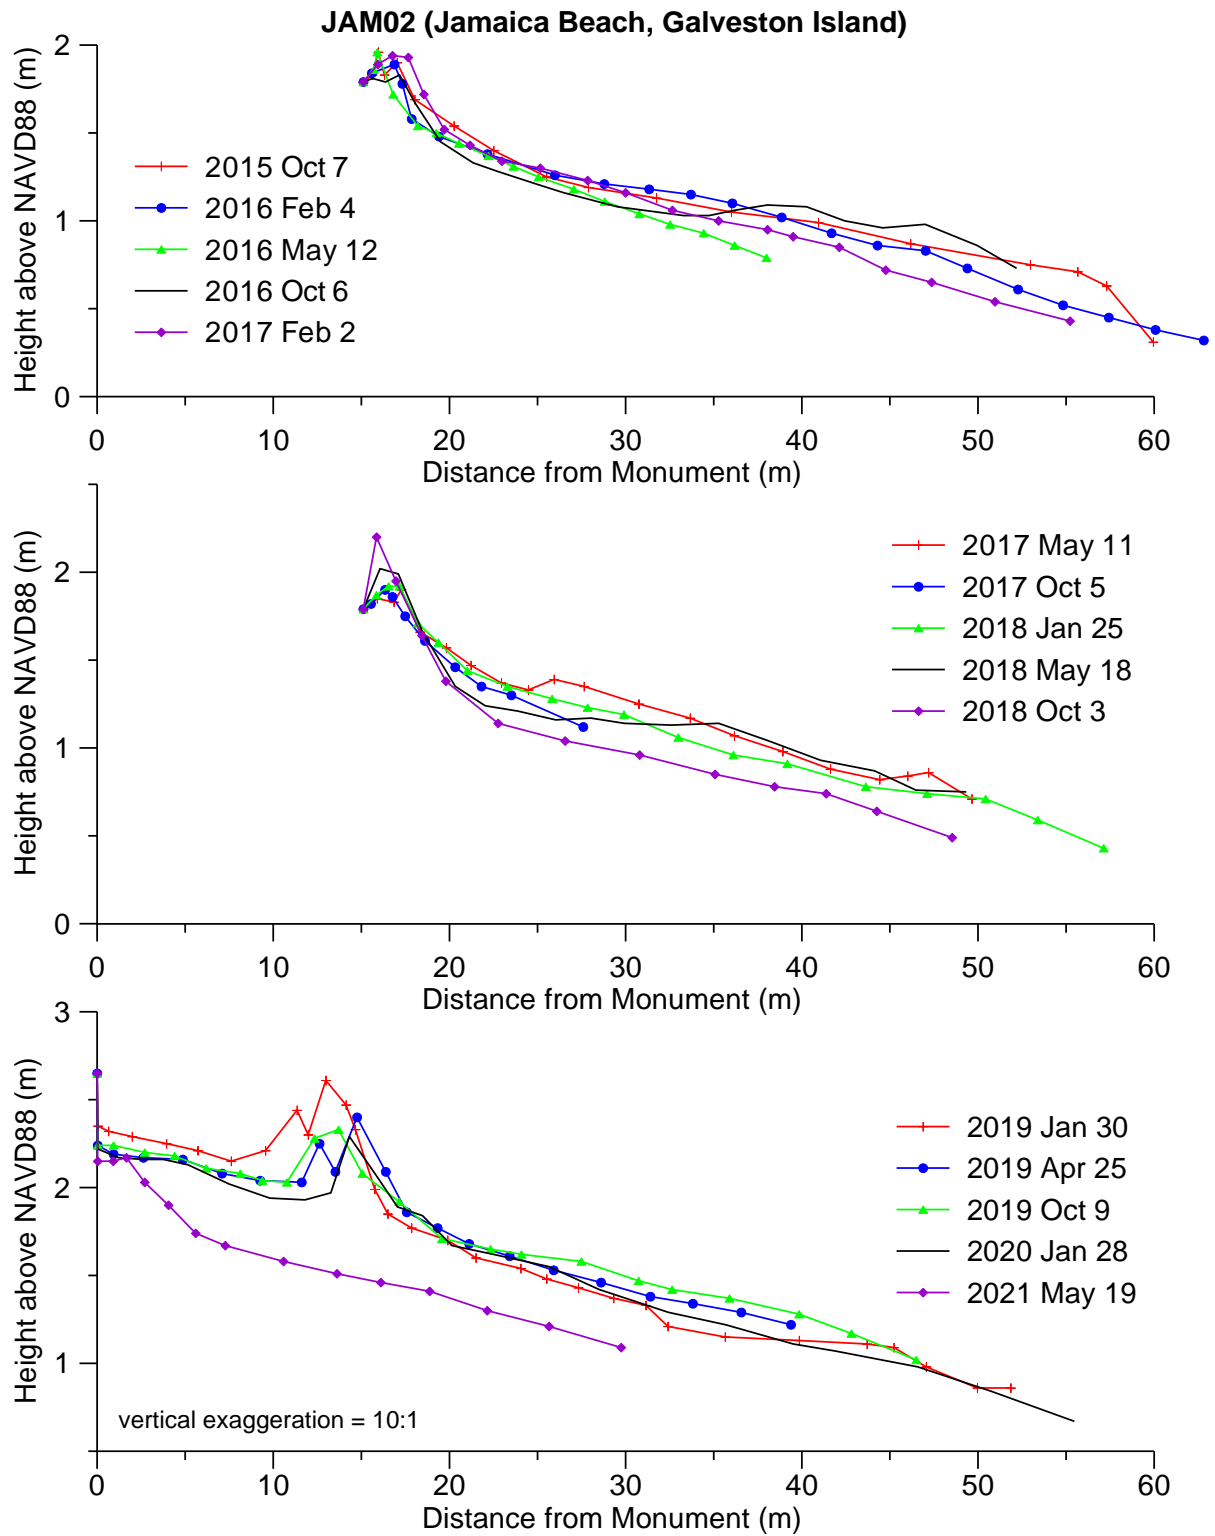 JAM02 (Jamaica Beach, Galveston Island)
2
1
0
Height above NAVD88 (m)
2015 Oct 7
2016 Feb 4
2016 May 12
2016 Oct 6
2017 Feb 2
0 10 20 30 40 50 60
Distance from Monument (m)
2
1
0
Height above NAVD88 (m)
2017 May 11
2017 Oct 5
2018 Jan 25
2018 May 18
2018 Oct 3
0 10 20 30 40 50 60
Distance from Monument (m)
3
2
1
Height above NAVD88 (m)
2019 Jan 30
2019 Apr 25
2019 Oct 9
2020 Jan 28
2021 May 19
vertical exaggeration = 10:1
0 10 20 30 40 50 60
Distance from Monument (m)